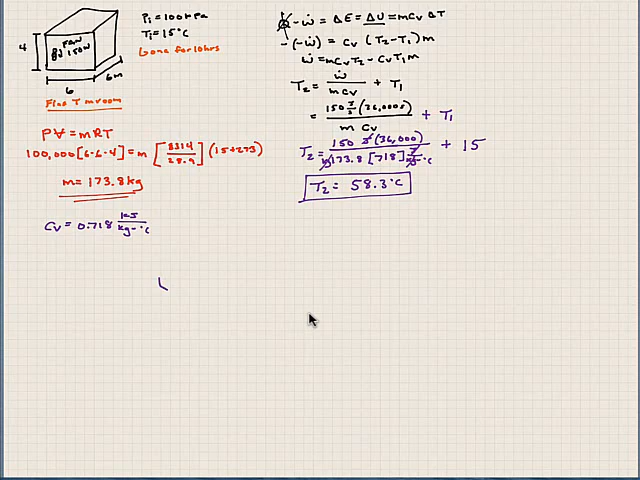 4
FAN
150W
6
6m
P₁ = 100 kPa
T₁ = 15°C
Gone for 10 hrs
Find T in room
P∀ = mRT
100,000 [6·6·4] = m [8314/28.9] (15+273)
m = 173.8 kg
Cv = 0.718 kJ/kg-°C
Q - Ẇ = ΔE = ΔU = mCv ΔT
-(-Ẇ) = Cv (T₂-T₁)m
Ẇ = mCvT₂ - CvT₁m
T₂ = Ẇ/mCv + T₁
= 150 J/s (36,000s)/m Cv + T₁
T₂ = 150 J (36,000)/173.8 [718] J/kg °C + 15
T₂ = 58.3°C